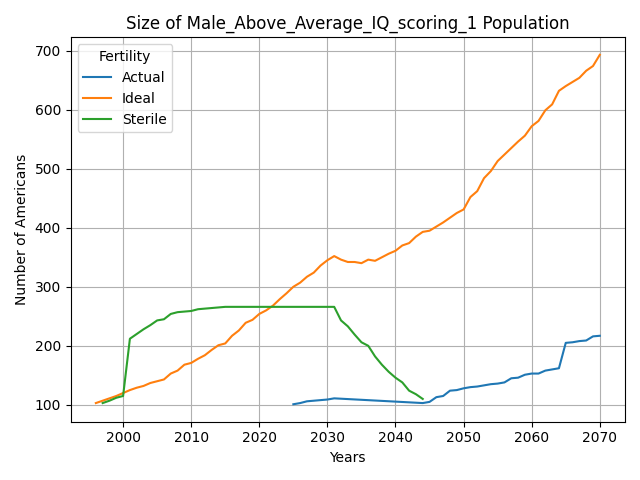 Size of Male_Above_Average_IQ_scoring_1 Population
Fertility
Actual
Ideal
Sterile
Number of Americans
700
600
500
400
300
200
100
2000
2010
2020
2030
2040
2050
2060
2070
Years